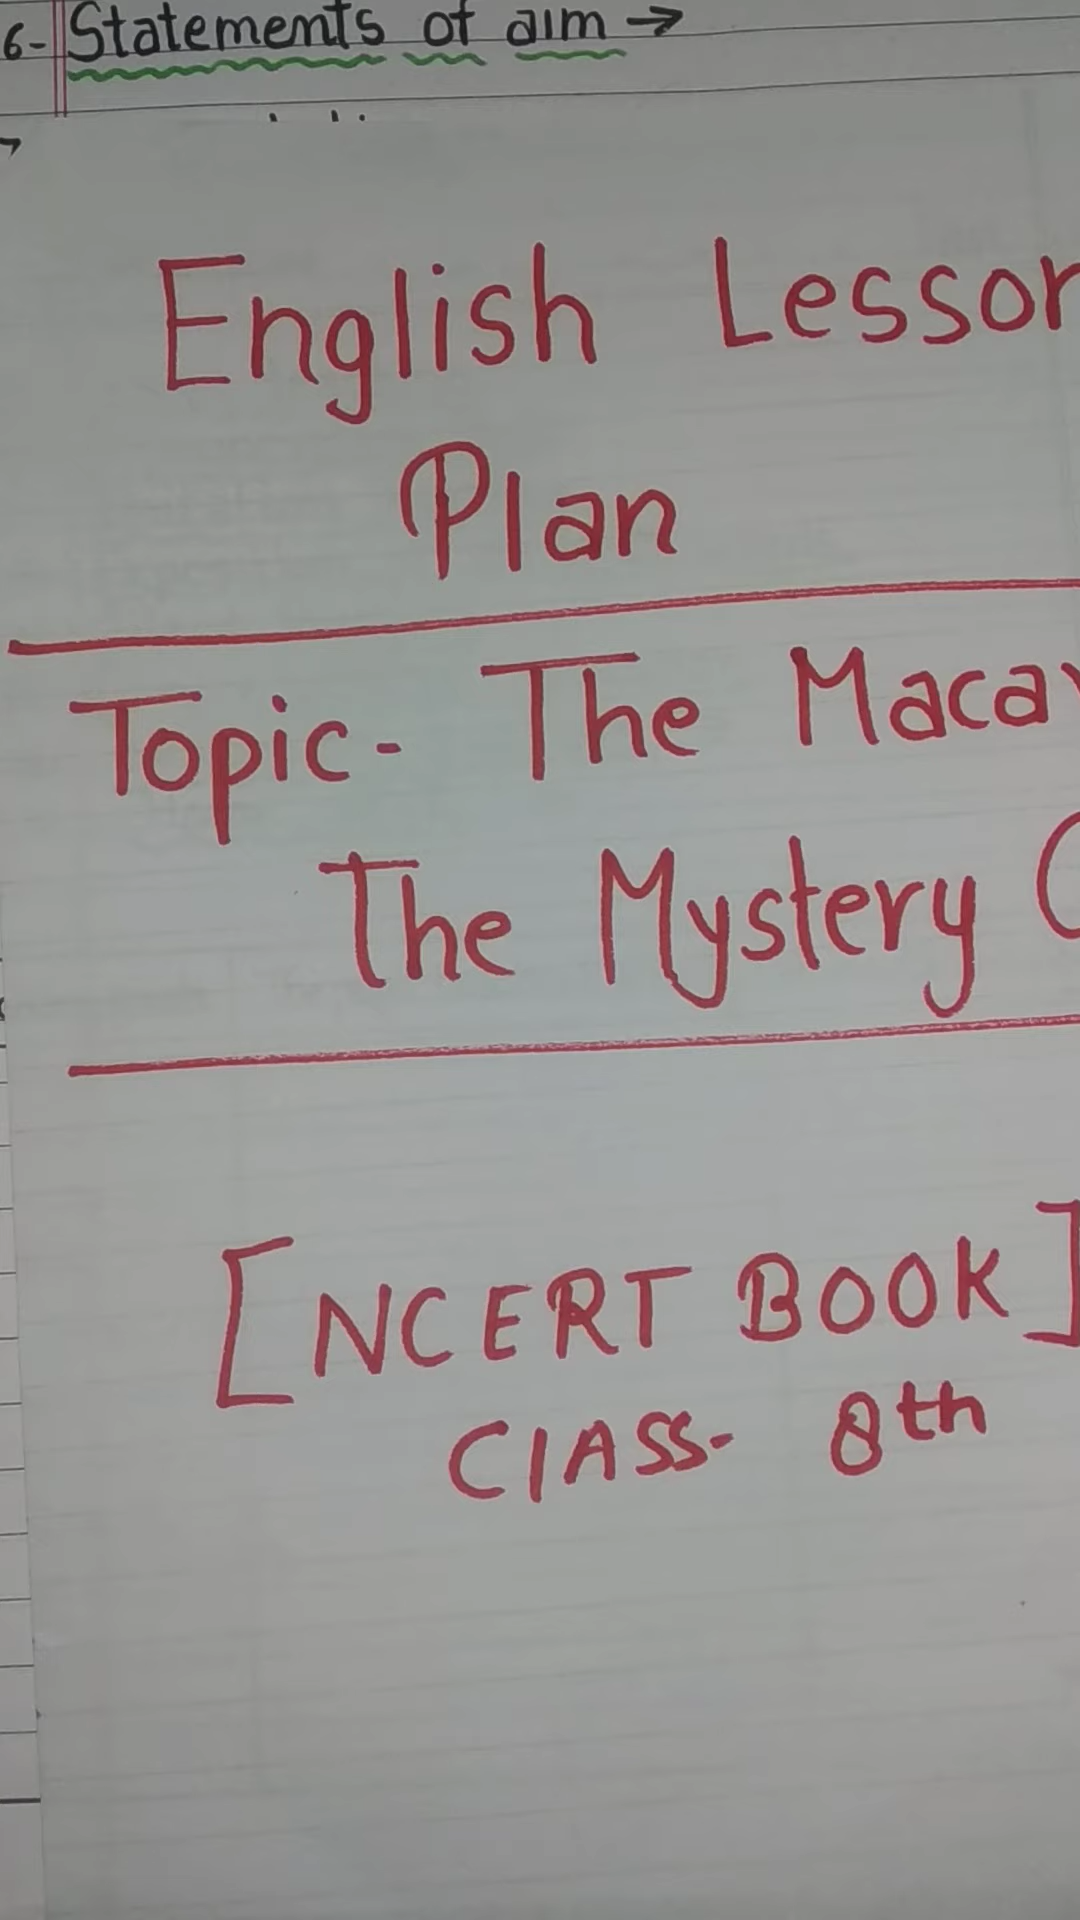 6- Statements of aim →
English Lesson
Plan
Topic- The Maca
The Mystery
[NCERT BOOK]
ClASS- 8th